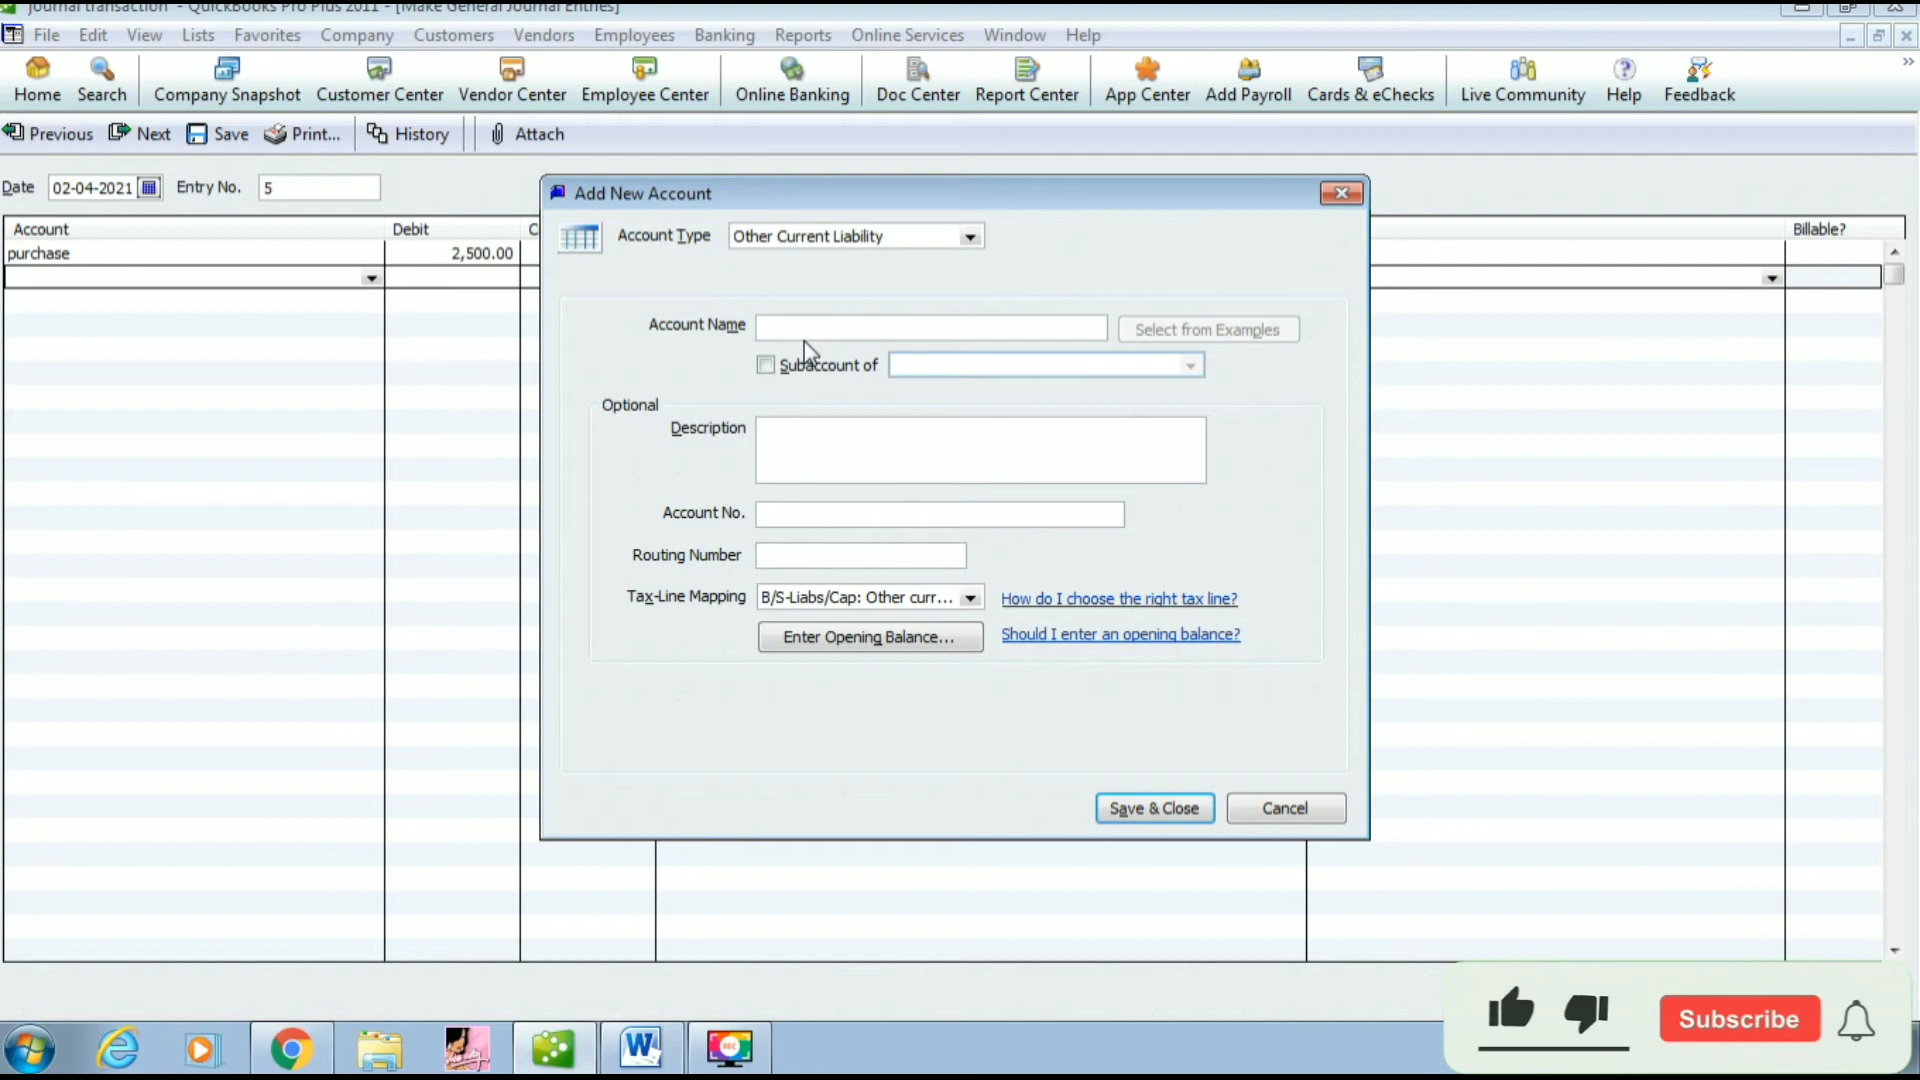 journal transaction - QuickBooks Pro Plus 2011 - [Make General Journal Entries]
File Edit View Lists Favorites Company Customers Vendors Employees Banking Reports Online Services Window Help
Home Search Company Snapshot Customer Center Vendor Center Employee Center Online Banking Doc Center Report Center App Center Add Payroll Cards & eChecks Live Community Help Feedback
Previous Next Save Print... History Attach
Date 02-04-2021 Entry No. 5
Account Debit C Billable?
purchase 2,500.00
Add New Account
Account Type Other Current Liability
Account Name Select from Examples
Subaccount of
Optional
Description
Account No.
Routing Number
Tax-Line Mapping B/S-Liabs/Cap: Other curr... How do I choose the right tax line?
Enter Opening Balance... Should I enter an opening balance?
Save & Close Cancel
REC
Subscribe